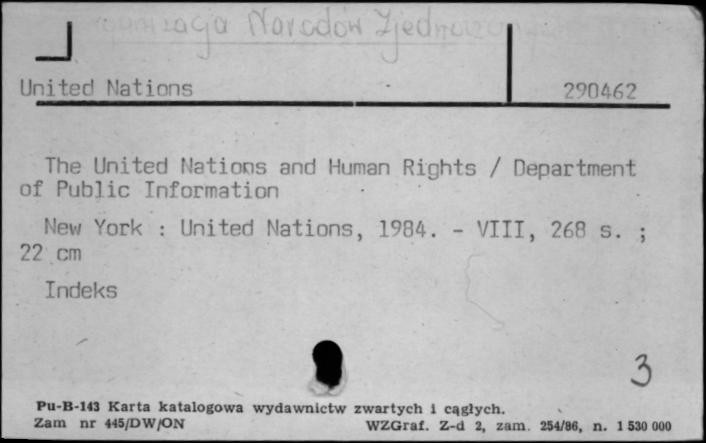 Organizacja Narodów Zjednoczonych
United Nations 290462
The United Nations and Human Rights / Department
of Public Information
New York : United Nations, 1984. - VIII, 268 s. ;
22 cm
Indeks
3
Pu-B-143 Karta katalogowa wydawnictw zwartych i ciągłych.
Zam nr 445/DW/ON WZGraf. Z-d 2, zam. 254/86, n. 1 530 000